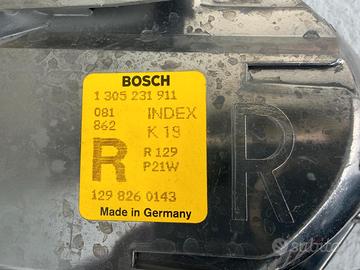 BOSCH
1 305 231 911
081 INDEX
862 K 19
R R 129
P21W
129 826 0143
Made in Germany
R
subito